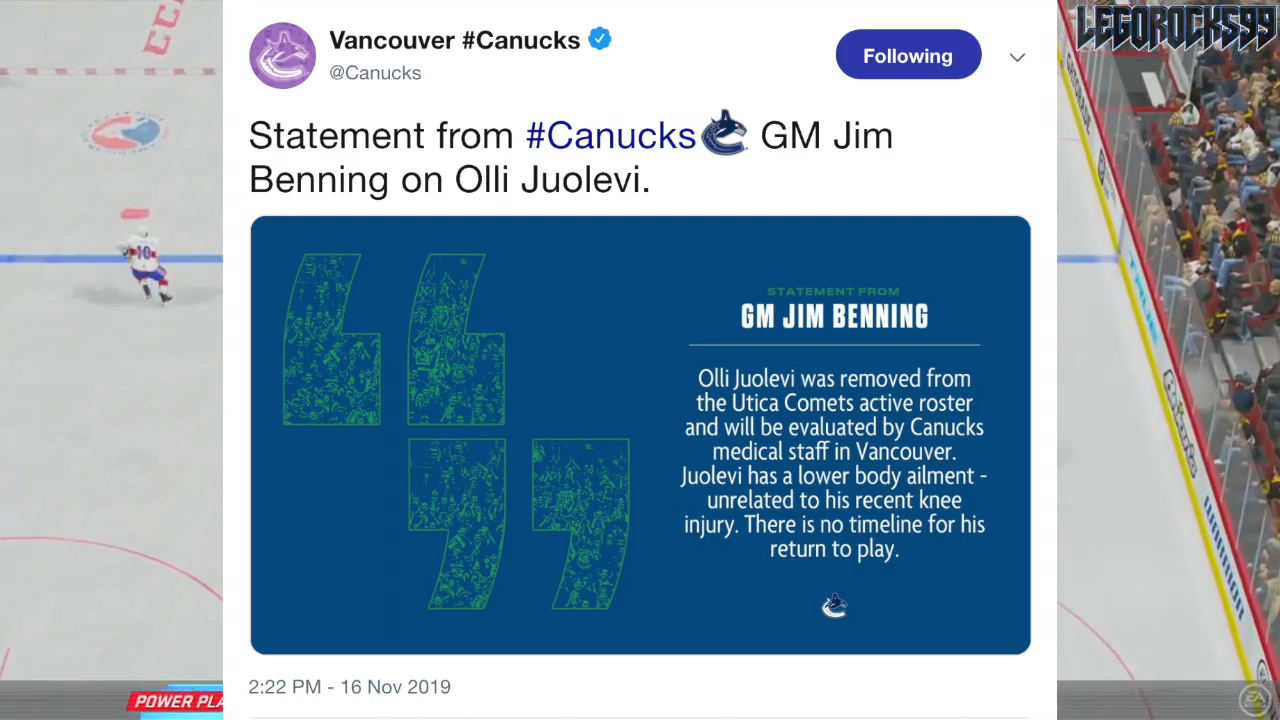 LEGOROCKS99
Vancouver #Canucks
@Canucks
Following
Statement from #Canucks GM Jim
Benning on Olli Juolevi.
STATEMENT FROM
GM JIM BENNING
Olli Juolevi was removed from
the Utica Comets active roster
and will be evaluated by Canucks
medical staff in Vancouver.
Juolevi has a lower body ailment -
unrelated to his recent knee
injury. There is no timeline for his
return to play.
2:22 PM - 16 Nov 2019
10
POWER PLA
EA